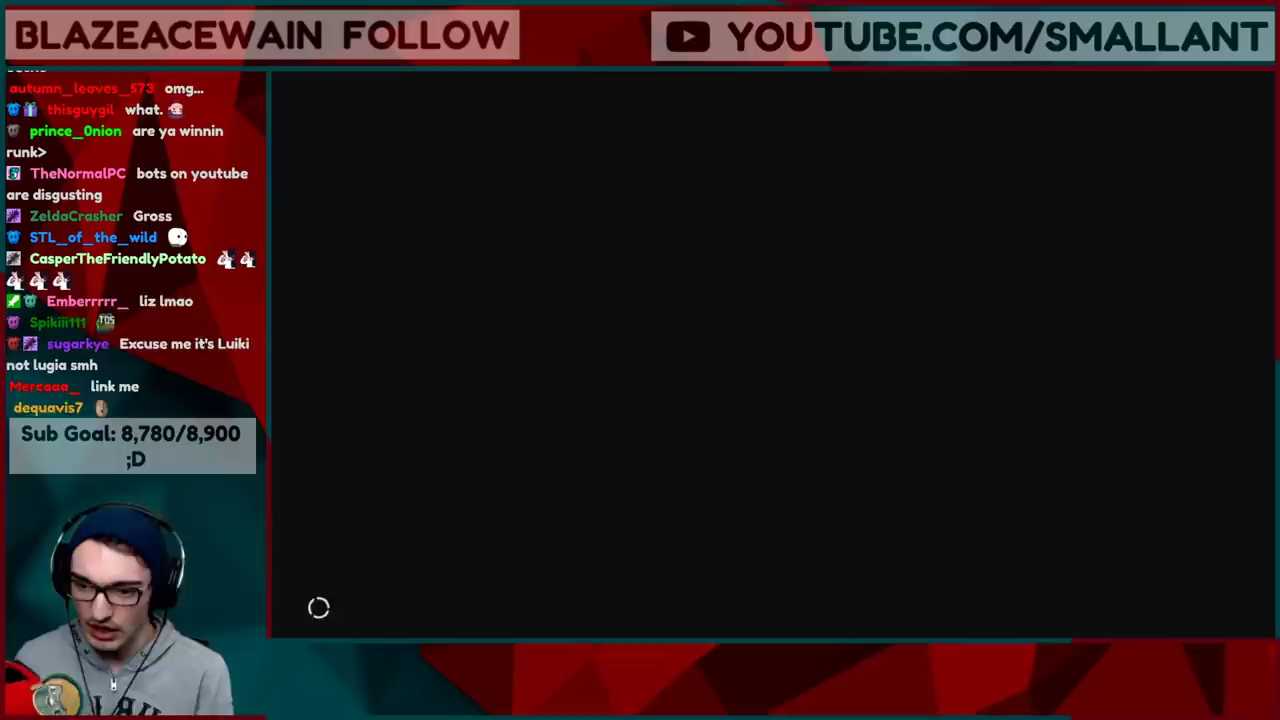 BLAZEACEWAIN FOLLOW
YOUTUBE.COM/SMALLANT
autumn_leaves_573 omg...
thisguygil what.
prince_0nion are ya winnin
runk>
TheNormalPC bots on youtube
are disgusting
ZeldaCrasher Gross
STL_of_the_wild
CasperTheFriendlyPotato
Emberrrrr_ liz lmao
Spikiii111
sugarkye Excuse me it's Luiki
not lugia smh
Mercaaa_ link me
dequavis7
Sub Goal: 8,780/8,900
;D